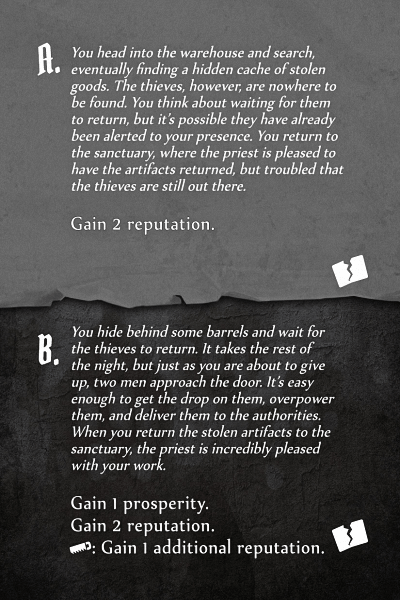 A.
You head into the warehouse and search,
eventually finding a hidden cache of stolen
goods. The thieves, however, are nowhere to
be found. You think about waiting for them
to return, but it's possible they have already
been alerted to your presence. You return to
the sanctuary, where the priest is pleased to
have the artifacts returned, but troubled that
the thieves are still out there.
Gain 2 reputation.
B.
You hide behind some barrels and wait for
the thieves to return. It takes the rest of
the night, but just as you are about to give
up, two men approach the door. It's easy
enough to get the drop on them, overpower
them, and deliver them to the authorities.
When you return the stolen artifacts to the
sanctuary, the priest is incredibly pleased
with your work.
Gain 1 prosperity.
Gain 2 reputation.
: Gain 1 additional reputation.